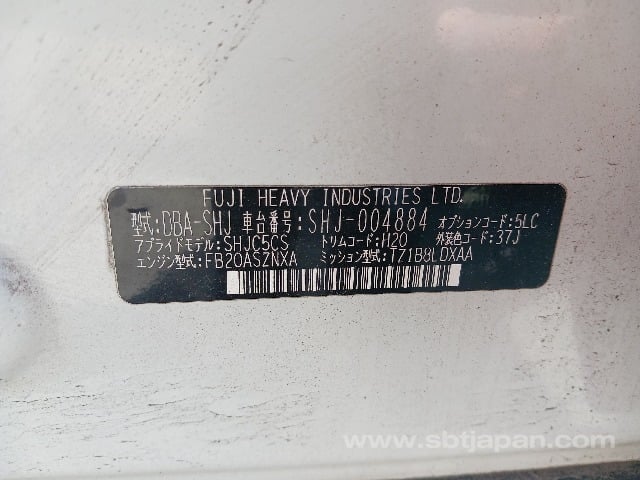 FUJI HEAVY INDUSTRIES LTD.
型式:DBA-SHJ 車台番号:SHJ-004884 オプションコード:5LC
アプライドモデル:SHJC5CS トリムコード:H20 外装色コード:37J
エンジン型式:FB20ASZNXA ミッション型式:T71B8LDXAA
www.sbtjapan.com